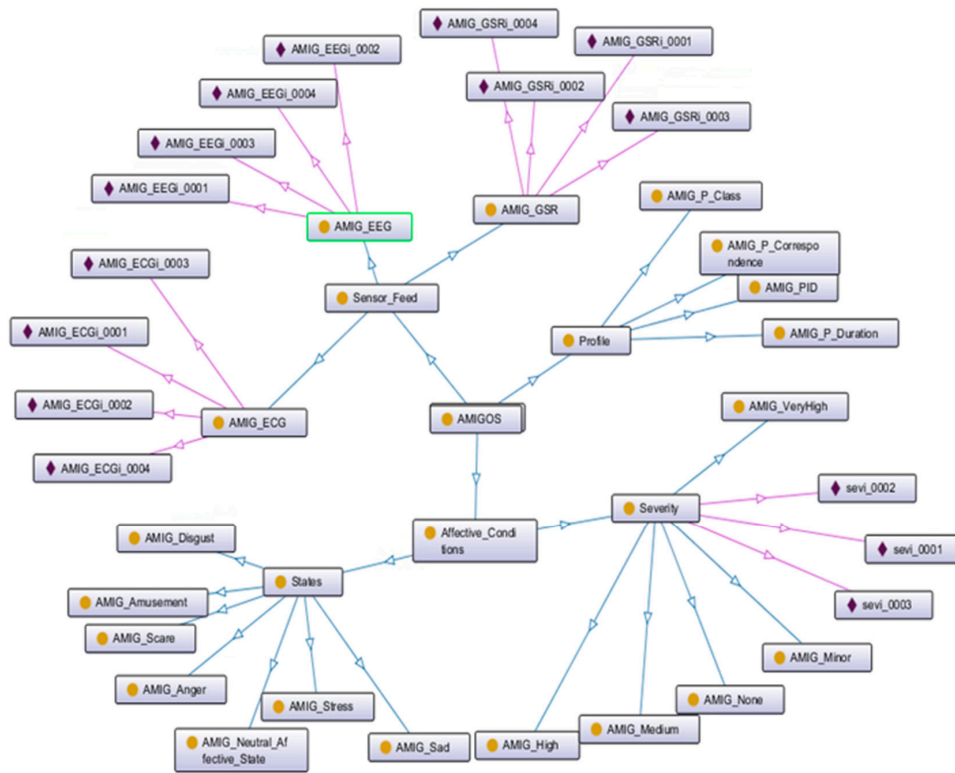 AMIG_GSRi_0004
AMIG_GSRi_0001
AMIG_EEGi_0002
AMIG_GSRi_0002
AMIG_EEGi_0004
AMIG_GSRi_0003
AMIG_EEGi_0003
AMIG_EEGi_0001
AMIG_P_Class
AMIG_GSR
AMIG_EEG
AMIG_P_Correspo
ndence
AMIG_ECGi_0003
AMIG_PID
Sensor_Feed
AMIG_ECGi_0001
Profile
AMIG_P_Duration
AMIG_ECGi_0002
AMIG_VeryHigh
AMIG_ECG
AMIGOS
AMIG_ECGi_0004
sevi_0002
Severity
Affective_Condi
tions
AMIG_Disgust
sevi_0001
States
AMIG_Amusement
sevi_0003
AMIG_Scare
AMIG_Minor
AMIG_Anger
AMIG_None
AMIG_Stress
AMIG_Medium
AMIG_Neutral_Af
fective_State
AMIG_Sad
AMIG_High